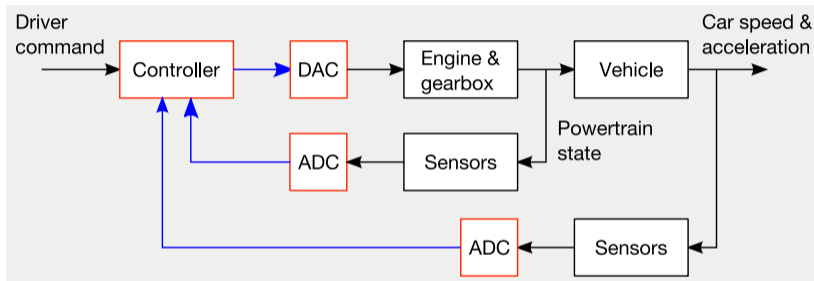 Driver
command
Controller
DAC
Engine &
gearbox
Vehicle
Car speed &
acceleration
Powertrain
state
ADC
Sensors
ADC
Sensors